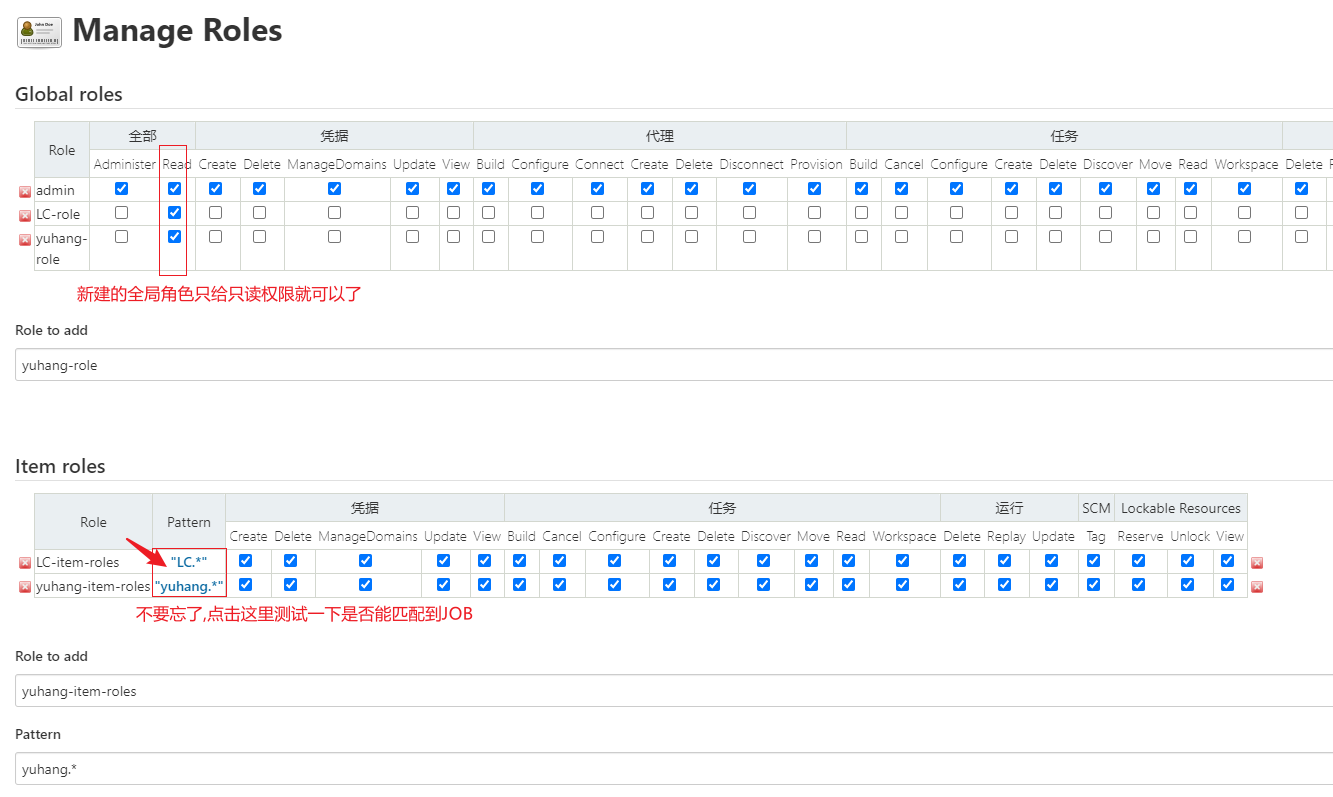 John Doe
Manage Roles
Global roles
Role 全部 凭据 代理 任务
Administer Read Create Delete ManageDomains Update View Build Configure Connect Create Delete Disconnect Provision Build Cancel Configure Create Delete Discover Move Read Workspace Delete
admin
LC-role
yuhang-
role
新建的全局角色只给只读权限就可以了
Role to add
yuhang-role
Item roles
Role Pattern 凭据 任务 运行 SCM Lockable Resources
Create Delete ManageDomains Update View Build Cancel Configure Create Delete Discover Move Read Workspace Delete Replay Update Tag Reserve Unlock View
LC-item-roles "LC.*"
yuhang-item-roles "yuhang.*"
不要忘了,点击这里测试一下是否能匹配到JOB
Role to add
yuhang-item-roles
Pattern
yuhang.*